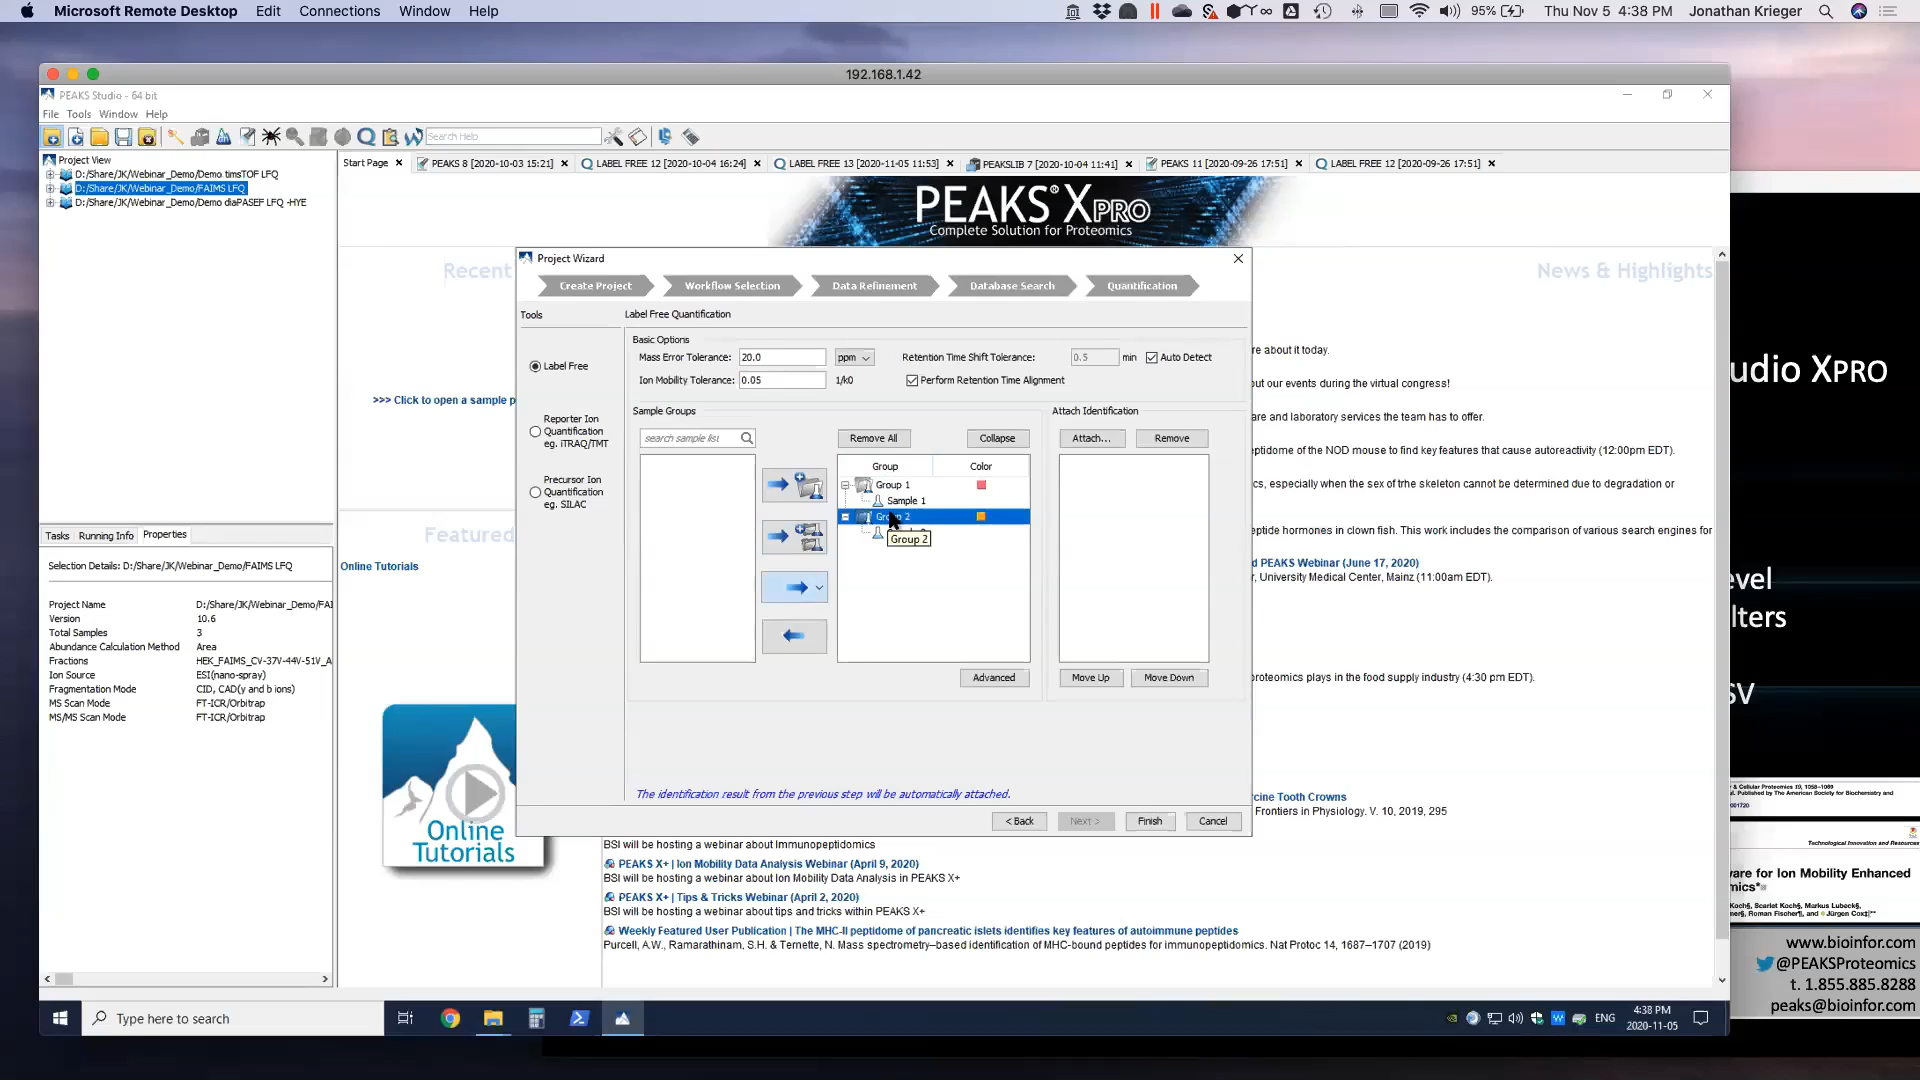 Microsoft Remote Desktop Edit Connections Window Help
95% Thu Nov 5 4:38 PM Jonathan Krieger
192.168.1.42
PEAKS Studio - 64 bit
File Tools Window Help
Search Help
Project View
D:/Share/JK/Webinar_Demo/Demo timsTOF LFQ
D:/Share/JK/Webinar_Demo/FAIMS LFQ
D:/Share/JK/Webinar_Demo/Demo diaPASEF LFQ -HYE
Start Page
PEAKS 8 [2020-10-03 15:21]
LABEL FREE 12 [2020-10-04 16:24]
LABEL FREE 13 [2020-11-05 11:53]
PEAKSLIB 7 [2020-10-04 11:41]
PEAKS 11 [2020-09-26 17:51]
LABEL FREE 12 [2020-09-26 17:51]
PEAKS® XPRO
Complete Solution for Proteomics
Recent
News & Highlights
>>> Click to open a sample p
Featured
Online Tutorials
Online
Tutorials
Project Wizard
Create Project
Workflow Selection
Data Refinement
Database Search
Quantification
Tools
Label Free Quantification
Label Free
Reporter Ion
Quantification
eg. iTRAQ/TMT
Precursor Ion
Quantification
eg. SILAC
Basic Options
Mass Error Tolerance: 20.0 ppm
Retention Time Shift Tolerance: 0.5 min Auto Detect
Ion Mobility Tolerance: 0.05 1/k0
Perform Retention Time Alignment
Sample Groups
search sample list
Remove All
Collapse
Group Color
Group 1
Sample 1
Group 2
Group 2
Advanced
Attach Identification
Attach...
Remove
Move Up
Move Down
The identification result from the previous step will be automatically attached.
< Back
Next >
Finish
Cancel
re about it today.
out our events during the virtual congress!
are and laboratory services the team has to offer.
eptidome of the NOD mouse to find key features that cause autoreactivity (12:00pm EDT).
cs, especially when the sex of the skeleton cannot be determined due to degradation or
eptide hormones in clown fish. This work includes the comparison of various search engines for
d PEAKS Webinar (June 17, 2020)
r, University Medical Center, Mainz (11:00am EDT).
roteomics plays in the food supply industry (4:30 pm EDT).
rcine Tooth Crowns
Frontiers in Physiology. V. 10, 2019, 295
BSI will be hosting a webinar about Immunopeptidomics
PEAKS X+ | Ion Mobility Data Analysis Webinar (April 9, 2020)
BSI will be hosting a webinar about Ion Mobility Data Analysis in PEAKS X+
PEAKS X+ | Tips & Tricks Webinar (April 2, 2020)
BSI will be hosting a webinar about tips and tricks within PEAKS X+
Weekly Featured User Publication | The MHC-II peptidome of pancreatic islets identifies key features of autoimmune peptides
Purcell, A.W., Ramarathinam, S.H. & Ternette, N. Mass spectrometry–based identification of MHC-bound peptides for immunopeptidomics. Nat Protoc 14, 1687–1707 (2019)
Tasks
Running Info
Properties
Selection Details: D:/Share/JK/Webinar_Demo/FAIMS LFQ
Project Name D:/Share/JK/Webinar_Demo/FAI
Version 10.6
Total Samples 3
Abundance Calculation Method Area
Fractions HEK_FAIMS_CV-37V-44V-51V_A
Ion Source ESI(nano-spray)
Fragmentation Mode CID, CAD(y and b ions)
MS Scan Mode FT-ICR/Orbitrap
MS/MS Scan Mode FT-ICR/Orbitrap
udio XPRO
evel
lters
SV
Technological Innovation and Resources
are for Ion Mobility Enhanced
mics*
Koch§, Scarlet Koch§, Markus Lubeck§,
Roman Fischer¶, and Jürgen Cox‡
www.bioinfor.com
@PEAKSProteomics
t. 1.855.885.8288
peaks@bioinfor.com
Type here to search
ENG
4:38 PM
2020-11-05